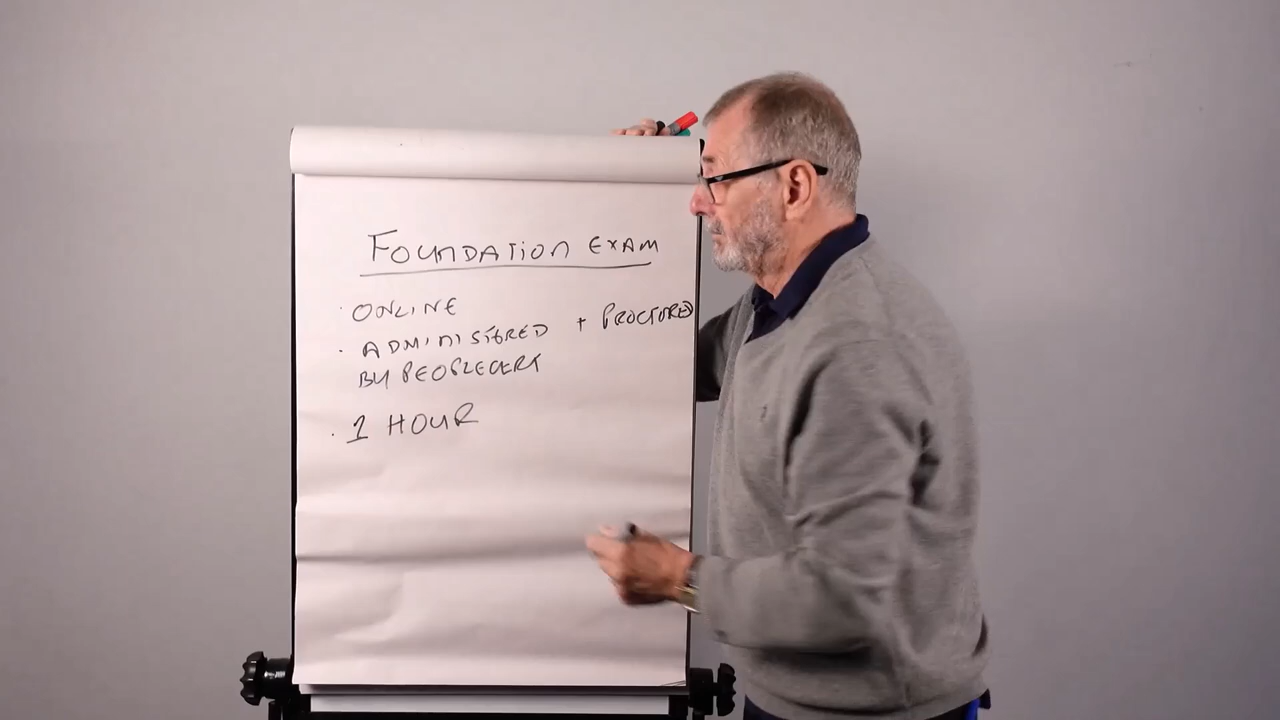 FOUNDATION EXAM
· ONLINE
· ADMINISTERED + PROCTORED
BY PEOPLECERT
· 1 HOUR